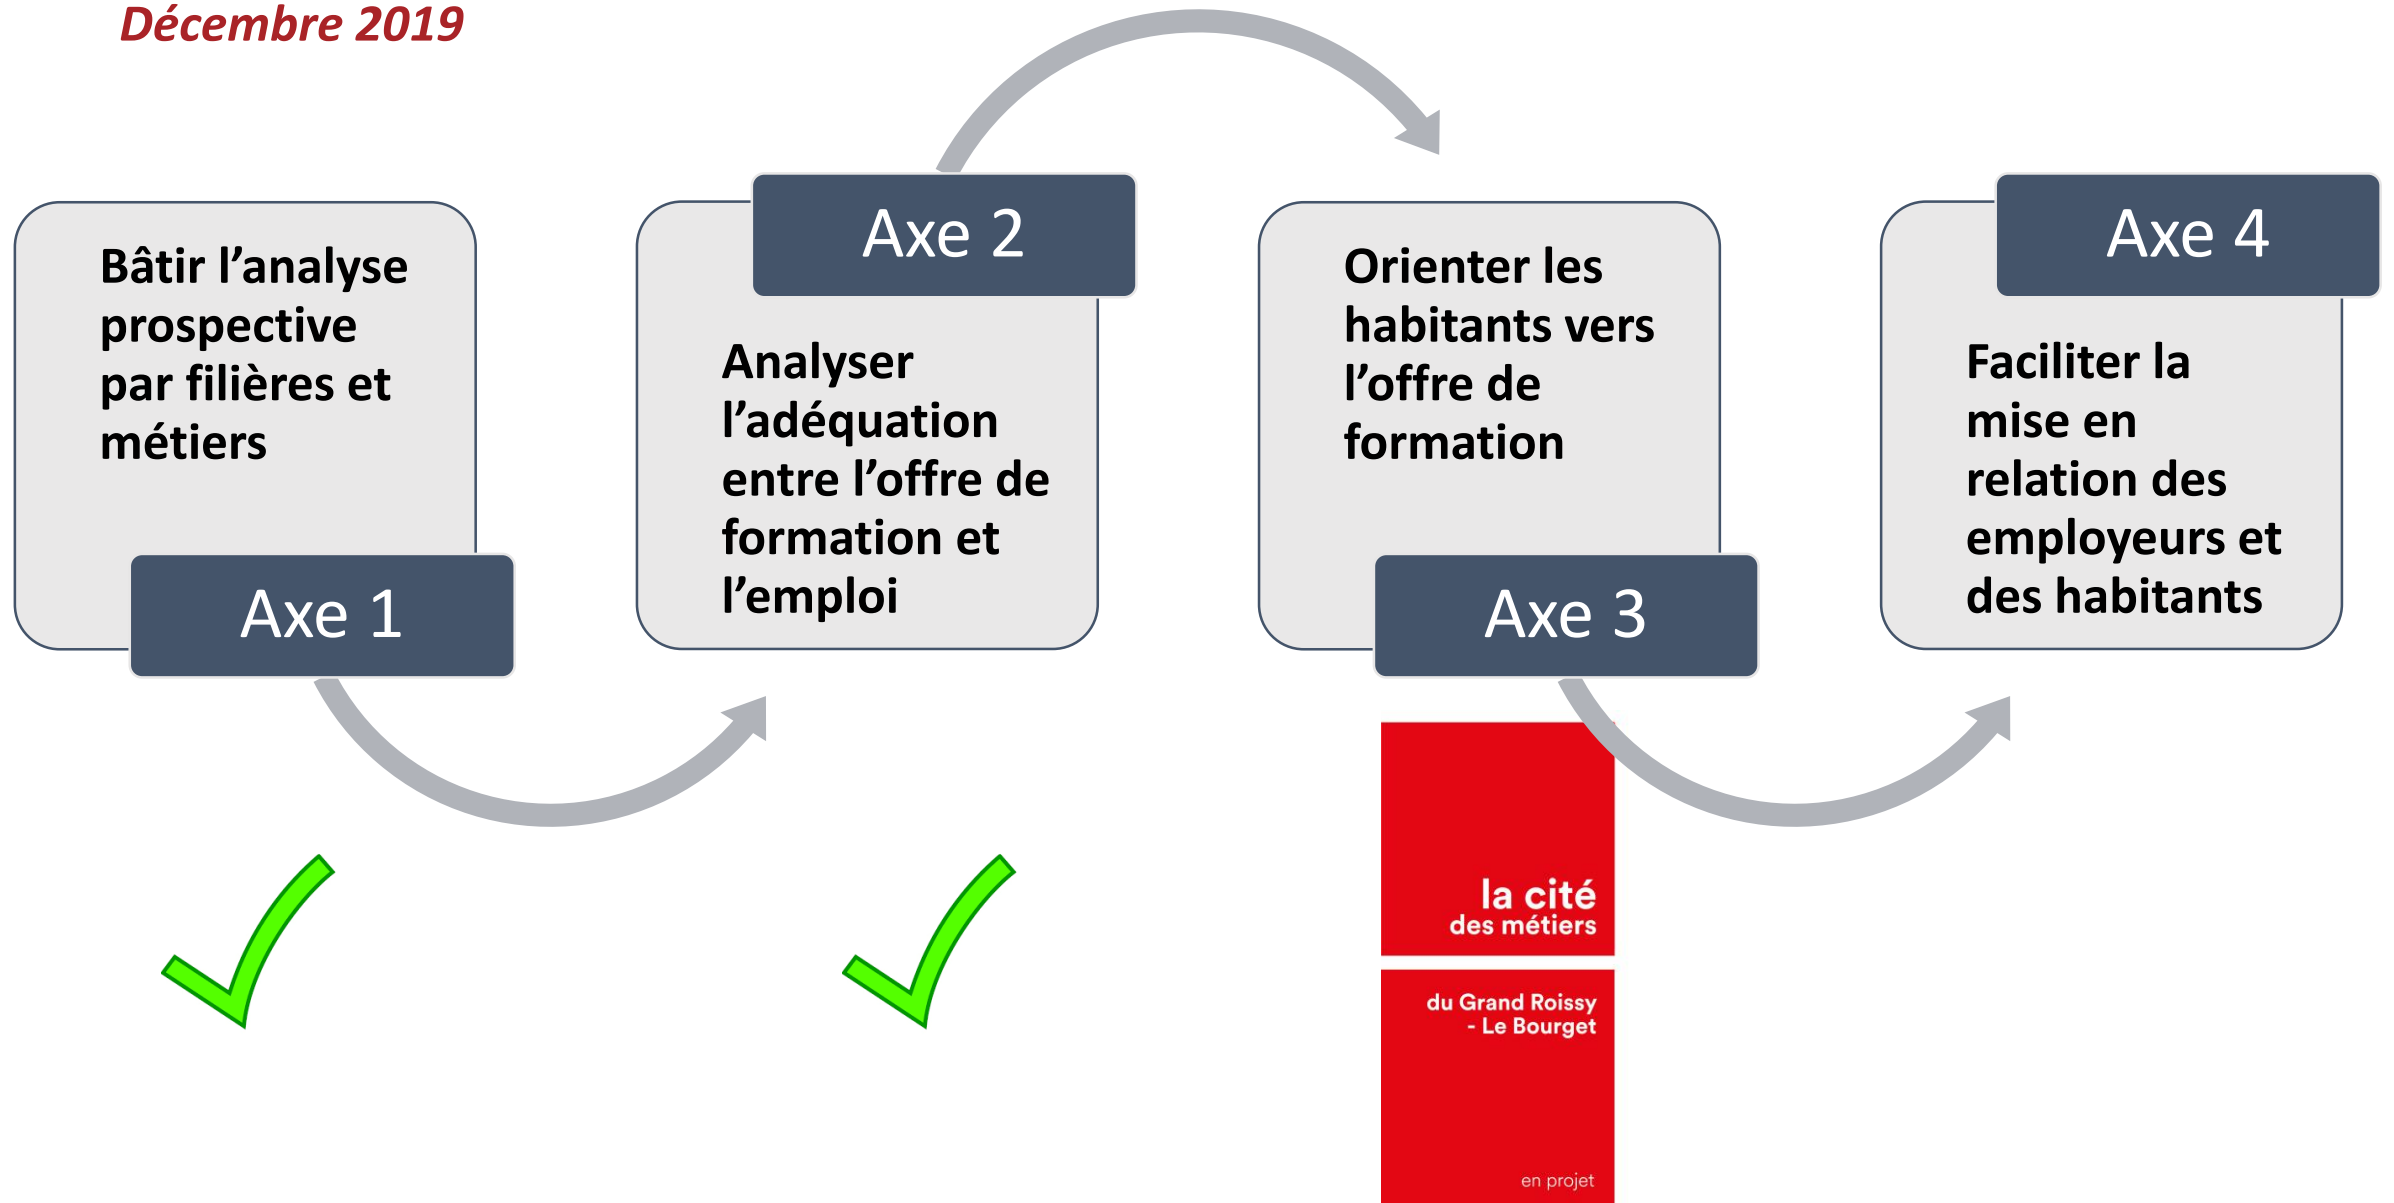 Décembre 2019
Bâtir l’analyse
prospective
par filières et
métiers
Axe 1
Axe 2
Analyser
l’adéquation
entre l’offre de
formation et
l’emploi
Orienter les
habitants vers
l’offre de
formation
Axe 3
la cité
des métiers
du Grand Roissy
- Le Bourget
en projet
Axe 4
Faciliter la
mise en
relation des
employeurs et
des habitants